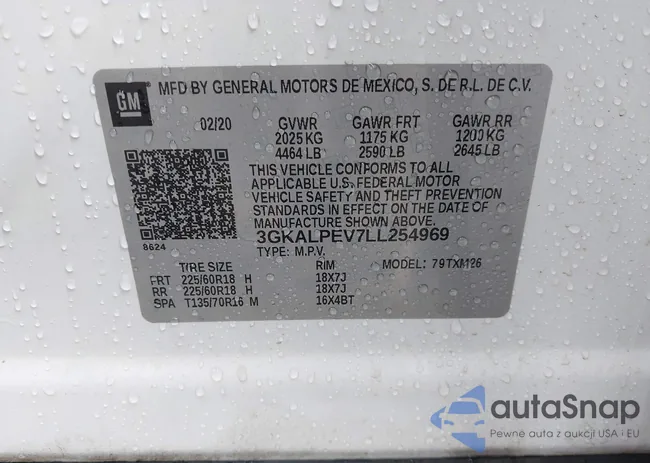 GM
MFD BY GENERAL MOTORS DE MEXICO, S. DE R.L. DE C.V.
02/20 GVWR GAWR FRT GAWR RR
2025 KG 1175 KG 1200 KG
4464 LB 2590 LB 2645 LB
THIS VEHICLE CONFORMS TO ALL
APPLICABLE U.S. FEDERAL MOTOR
VEHICLE SAFETY AND THEFT PREVENTION
STANDARDS IN EFFECT ON THE DATE OF
MANUFACTURE SHOWN ABOVE.
8624
3GKALPEV7LL254969
TYPE: M.P.V. MODEL: 79TXM26
TIRE SIZE RIM
FRT 225/60R18 H 18X7J
RR 225/60R18 H 18X7J
SPA T135/70R16 M 16X4BT
autaSnap
Pewne auta z aukcji USA i EU